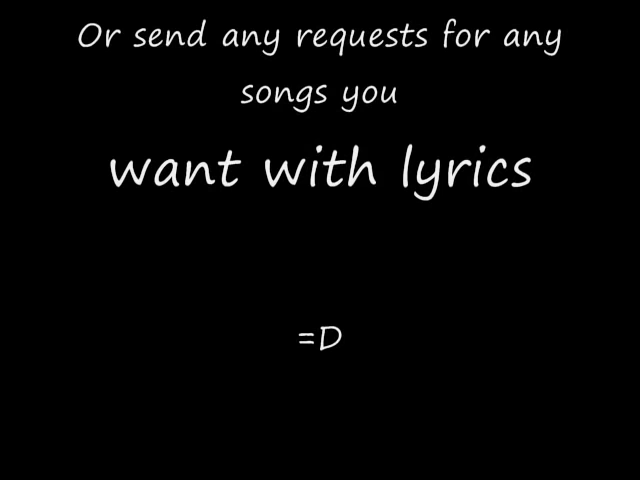 Or send any requests for any
songs you
want with lyrics
=D